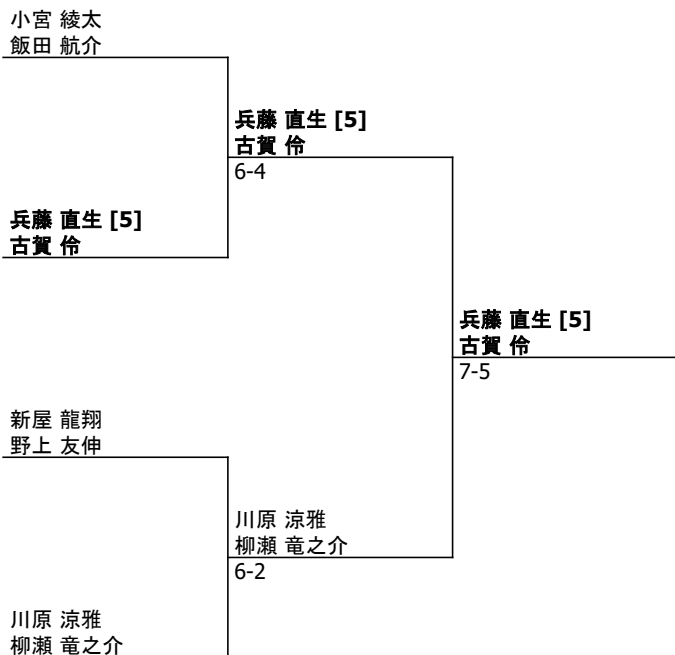 小宮 綾太
飯田 航介
兵藤 直生 [5]
古賀 伶
6-4
兵藤 直生 [5]
古賀 伶
兵藤 直生 [5]
古賀 伶
7-5
新屋 龍翔
野上 友伸
川原 涼雅
柳瀬 竜之介
6-2
川原 涼雅
柳瀬 竜之介